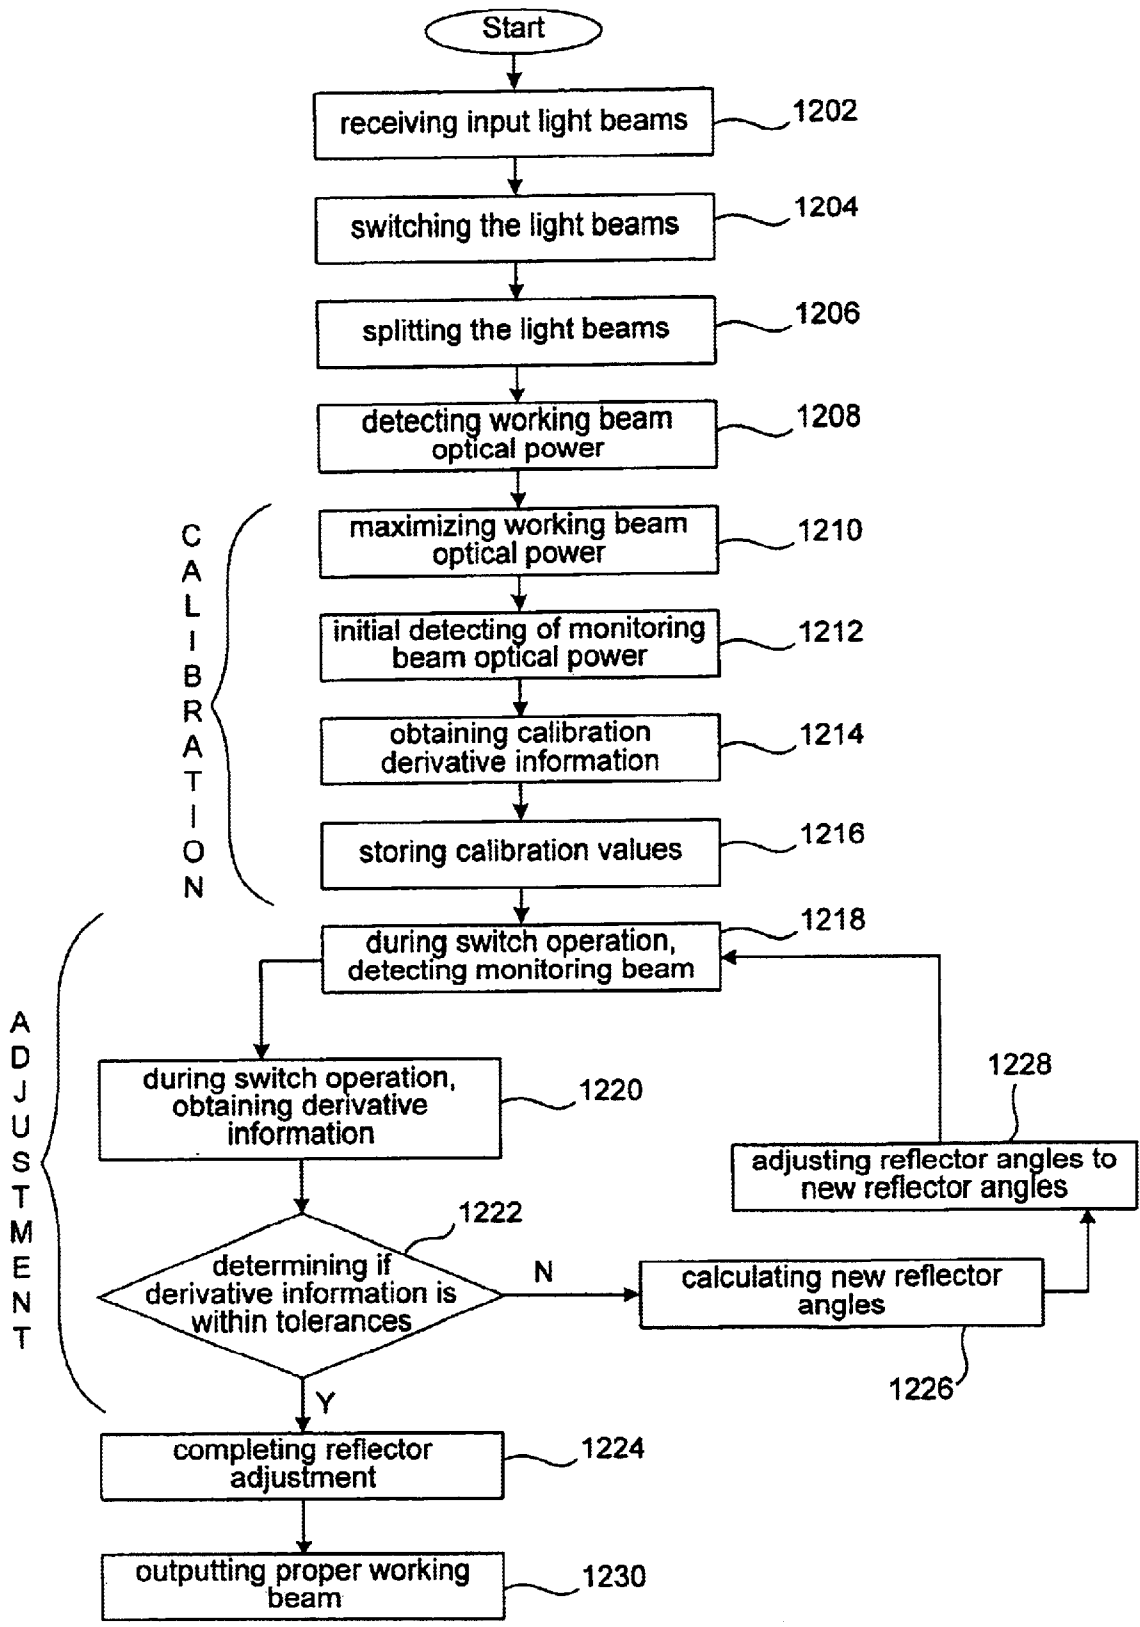 Start
receiving input light beams
1202
switching the light beams
1204
splitting the light beams
1206
detecting working beam
optical power
1208
CALIBRATION
maximizing working beam
optical power
1210
initial detecting of monitoring
beam optical power
1212
obtaining calibration
derivative information
1214
storing calibration values
1216
ADJUSTMENT
during switch operation,
detecting monitoring beam
1218
during switch operation,
obtaining derivative
information
1220
determining if
derivative information is
within tolerances
1222
N
calculating new reflector
angles
1226
adjusting reflector angles to
new reflector angles
1228
Y
completing reflector
adjustment
1224
outputting proper working
beam
1230